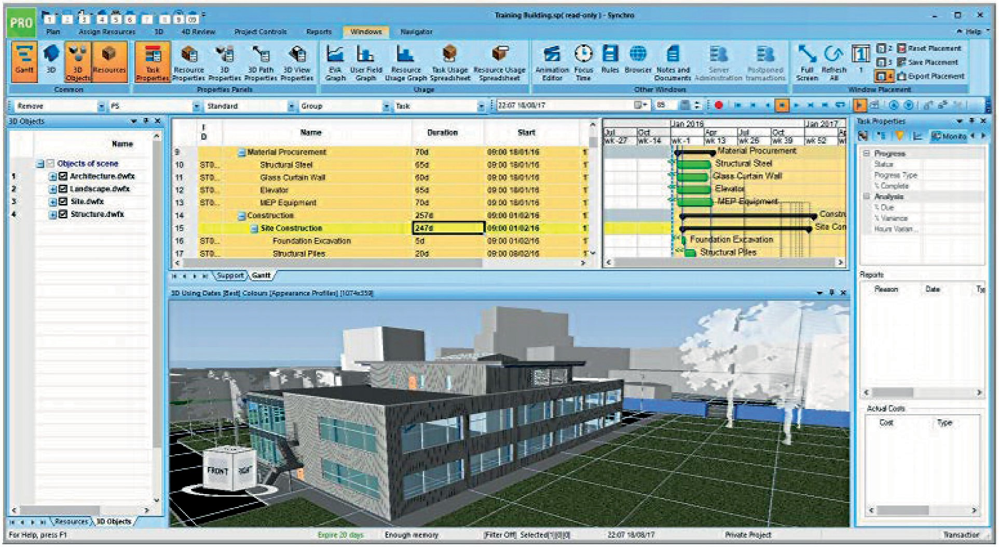 Training Building.sp( read-only ) - Synchro
PRO
1 2 3 4 5 6 7 8 9 09
Plan Assign Resources 3D 4D Review Project Controls Reports Windows Navigator Help
Gantt 3D 3D Objects Resources
Common
Task Properties Resource Properties 3D Properties 3D Path Properties 3D View Properties
Properties Panels
EVA Graph User Field Graph Resource Usage Graph Task Usage Spreadsheet Resource Usage Spreadsheet
Usage
Animation Editor Focus Time Rules Browser Notes and Documents Server Administration Postponed transactions
Other Windows
Full Screen Refresh All 1 2 3 4 Reset Placement Save Placement Export Placement
Window Placement
Remove PS Standard Group Task 22:07 18/08/17
3D Objects
Name
Objects of scene
1 Architecture.dwfx
2 Landscape.dwfx
3 Site.dwfx
4 Structure.dwfx
Resources 3D Objects
ID Name Duration Start
9 Material Procurement 70d 09:00 18/01/16 1
10 ST0... Structural Steel 65d 09:00 18/01/16 1
11 ST0... Glass Curtain Wall 60d 09:00 18/01/16 1
12 ST0... Elevator 65d 09:00 18/01/16 1
13 ST0... MEP Equipment 70d 09:00 18/01/16 1
14 Construction 257d 09:00 01/02/16 1
15 Site Construction 247d 09:00 01/02/16 1
16 ST0... Foundation Excavation 5d 09:00 01/02/16 1
17 ST0... Structural Piles 20d 09:00 08/02/16 1
Support Gantt
Jan 2016 Jan 2017
Jul Oct Apr Jul Oct Ap
wk -27 wk -14 wk -1 wk 13 wk 26 wk 39 wk 52
Material Procurement
Structural Steel
Glass Curtain Wall
Elevator
MEP Equipment
Constru
Site Con
Foundation Excavation
Structural Piles
3D Using Dates [Best] Colours [Appearance Profiles] [1074x359]
FRONT RIGHT
Task Properties
Monito
Progress
Status
Progress Type
% Complete
Analysis
% Due
% Variance
Hours Varian...
Reports
Reason Date
Actual Costs
Cost Type
For Help, press F1 Expire 20 days Enough memory [Filter Off] Selected[1][0][0] 22:07 18/08/17 Private Project Transaction